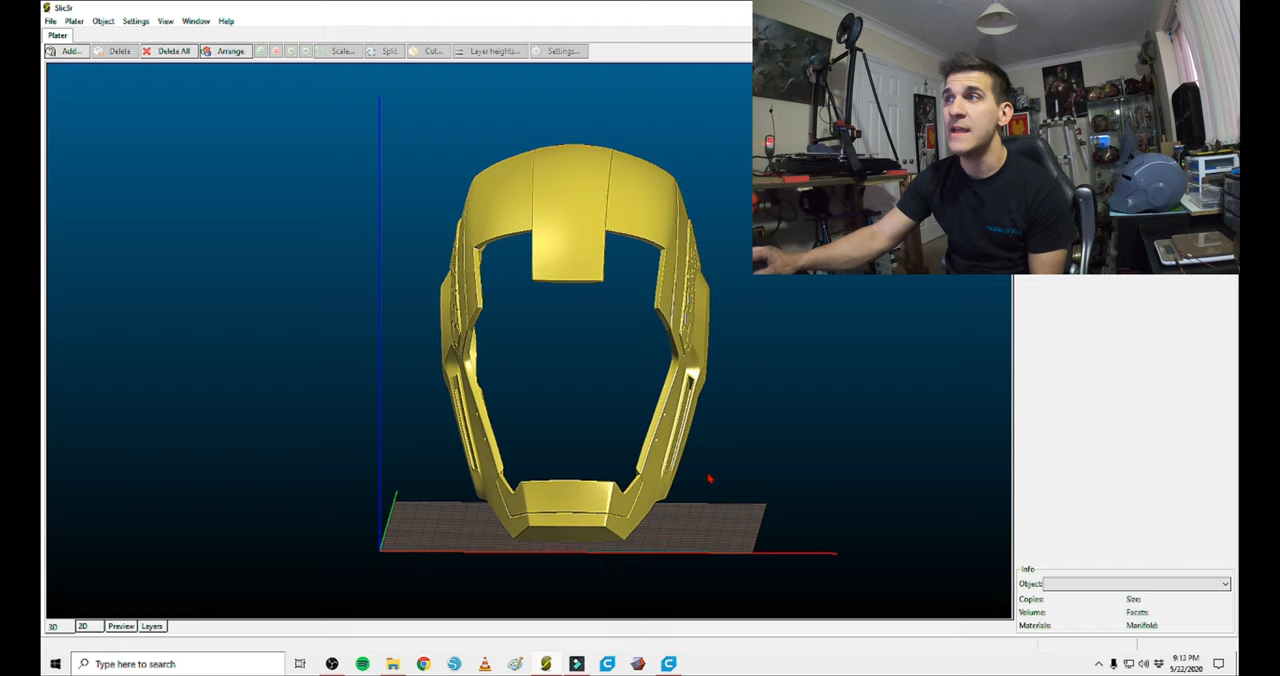 Slic3r
File Plater Object Settings View Window Help
Plater
Add... Delete Delete All Arrange Scale... Split Cut... Layer heights... Settings...
Info
Object:
Copies: Size:
Volume: Facets:
Materials: Manifold:
3D 2D Preview Layers
Type here to search
9:13 PM
5/22/2020